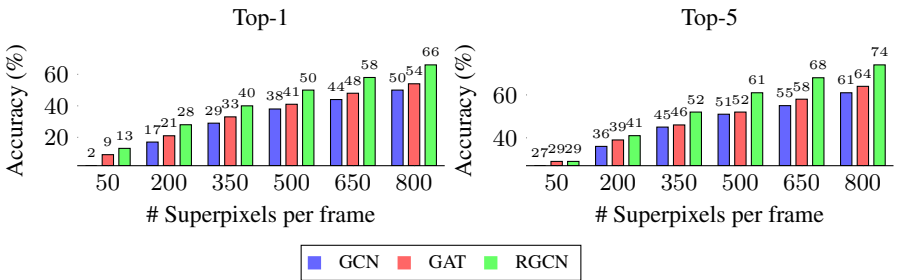 Top-1
Accuracy (%)
60
40
20
2 9 13 17 21 28 29 33 40 38 41 50 44 48 58 50 54 66
50 200 350 500 650 800
# Superpixels per frame
Top-5
Accuracy (%)
60
40
27 29 29 36 39 41 45 46 52 51 52 61 55 58 68 61 64 74
50 200 350 500 650 800
# Superpixels per frame
GCN GAT RGCN